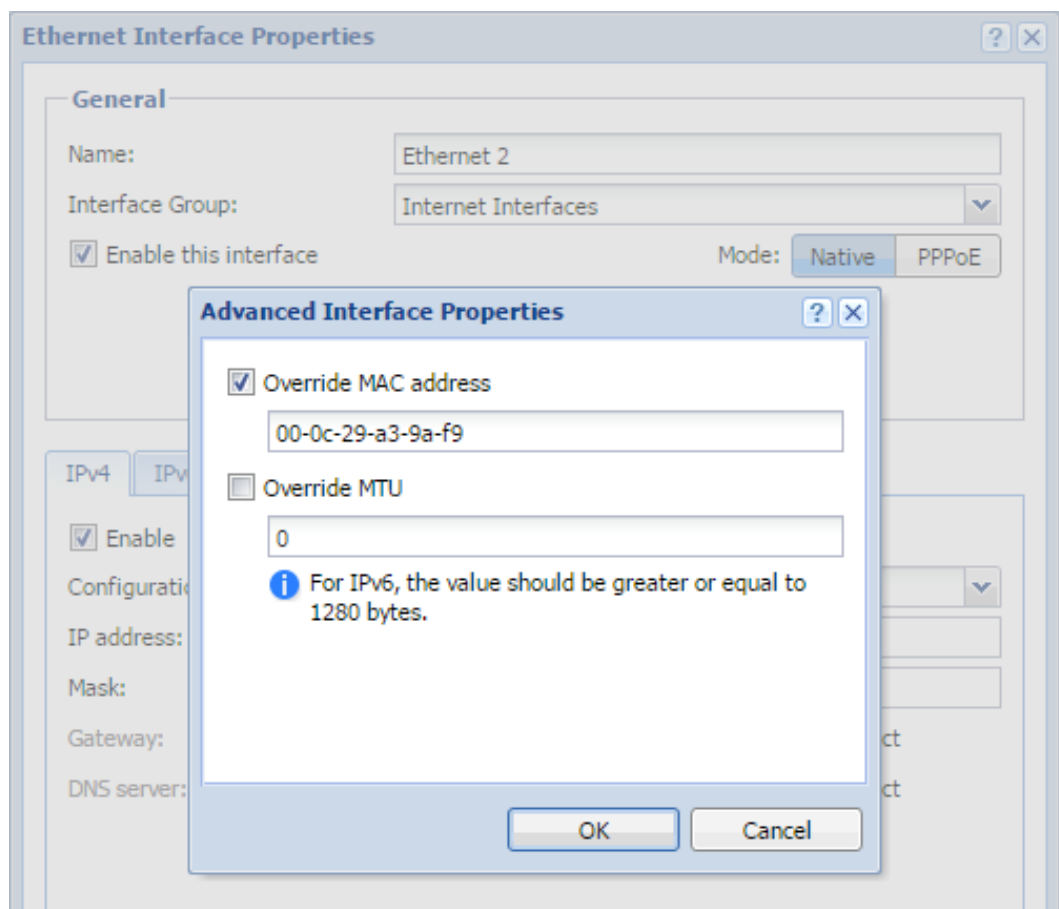 Ethernet Interface Properties
General
Name: Ethernet 2
Interface Group: Internet Interfaces
Enable this interface Mode: Native PPPoE
Advanced Interface Properties
Override MAC address
00-0c-29-a3-9a-f9
IPv4
Override MTU
Enable 0
For IPv6, the value should be greater or equal to
1280 bytes.
IP address:
Mask:
Gateway:
DNS server:
OK Cancel